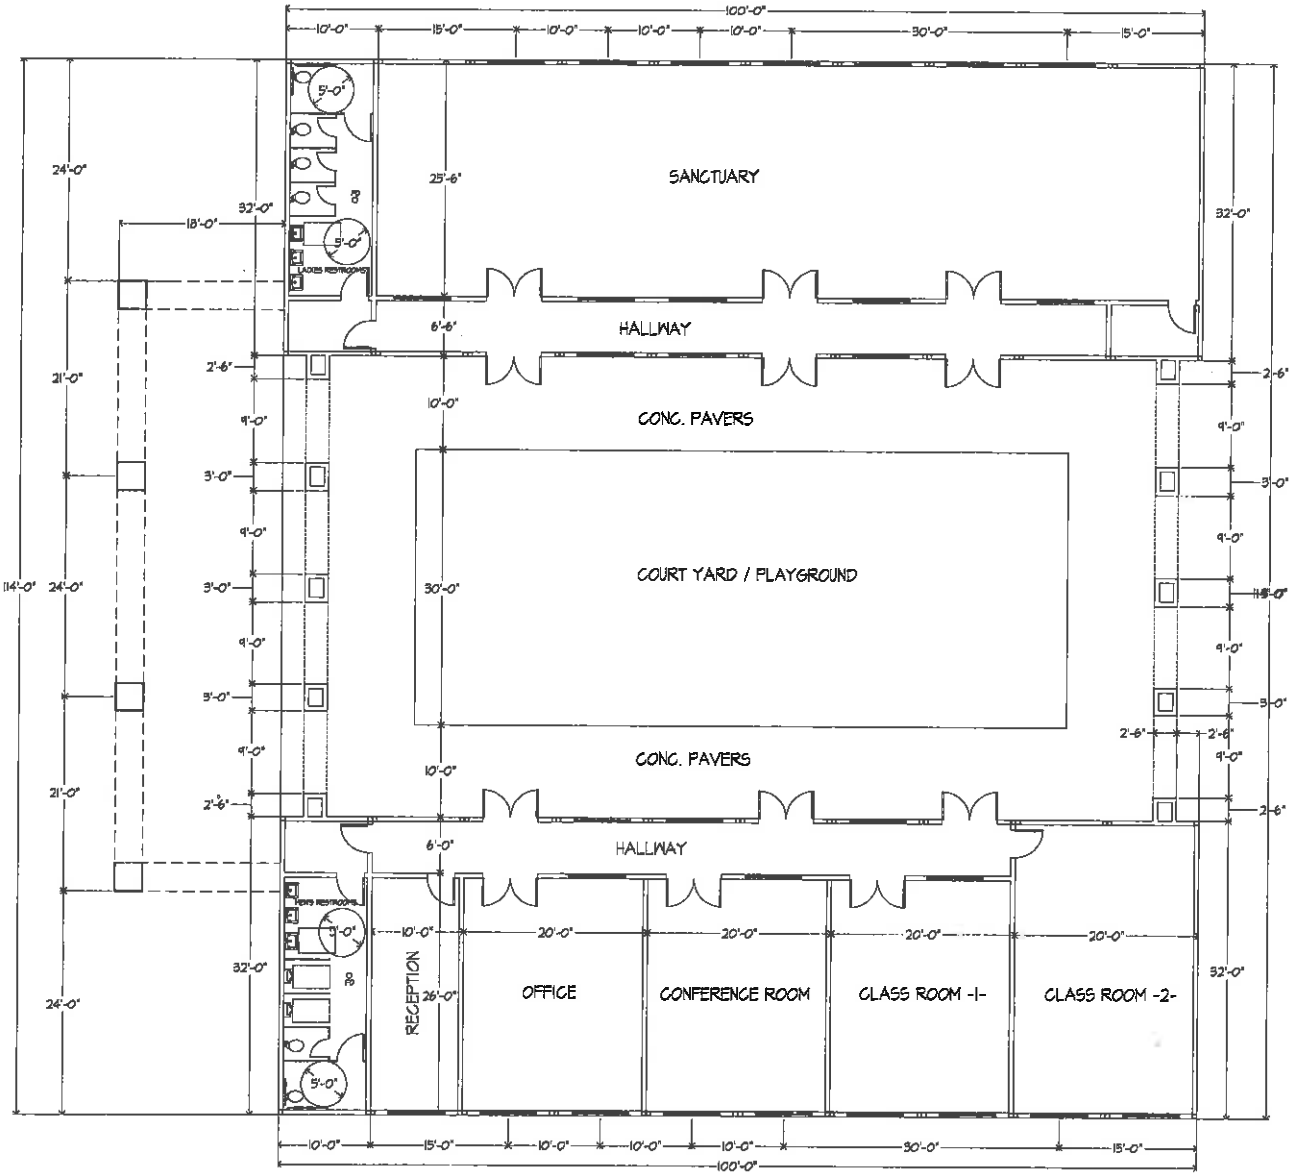 100'-0"
10'-0" 15'-0" 10'-0" 10'-0" 10'-0" 30'-0" 15'-0"
5'-0"
24'-0"
25'-6"
SANCTUARY
32'-0"
32'-0"
18'-0"
5'-0"
LADIES RESTROOMS
6'-6"
HALLWAY
2'-6"
2'-6"
21'-0"
10'-0"
CONC. PAVERS
9'-0"
9'-0"
3'-0"
3'-0"
9'-0"
9'-0"
COURT YARD / PLAYGROUND
114'-0"
24'-0"
3'-0"
30'-0"
9'-0"
9'-0"
3'-0"
3'-0"
2'-6" 2'-6"
9'-0"
9'-0"
CONC. PAVERS
10'-0"
21'-0"
2'-6"
2'-6"
6'-0"
HALLWAY
MEN'S RESTROOMS
5'-0"
10'-0" 20'-0" 20'-0" 20'-0" 20'-0"
32'-0"
32'-0"
RECEPTION
26'-0"
OFFICE
CONFERENCE ROOM
CLASS ROOM -1-
CLASS ROOM -2-
24'-0"
5'-0"
10'-0" 15'-0" 10'-0" 10'-0" 10'-0" 30'-0" 15'-0"
100'-0"